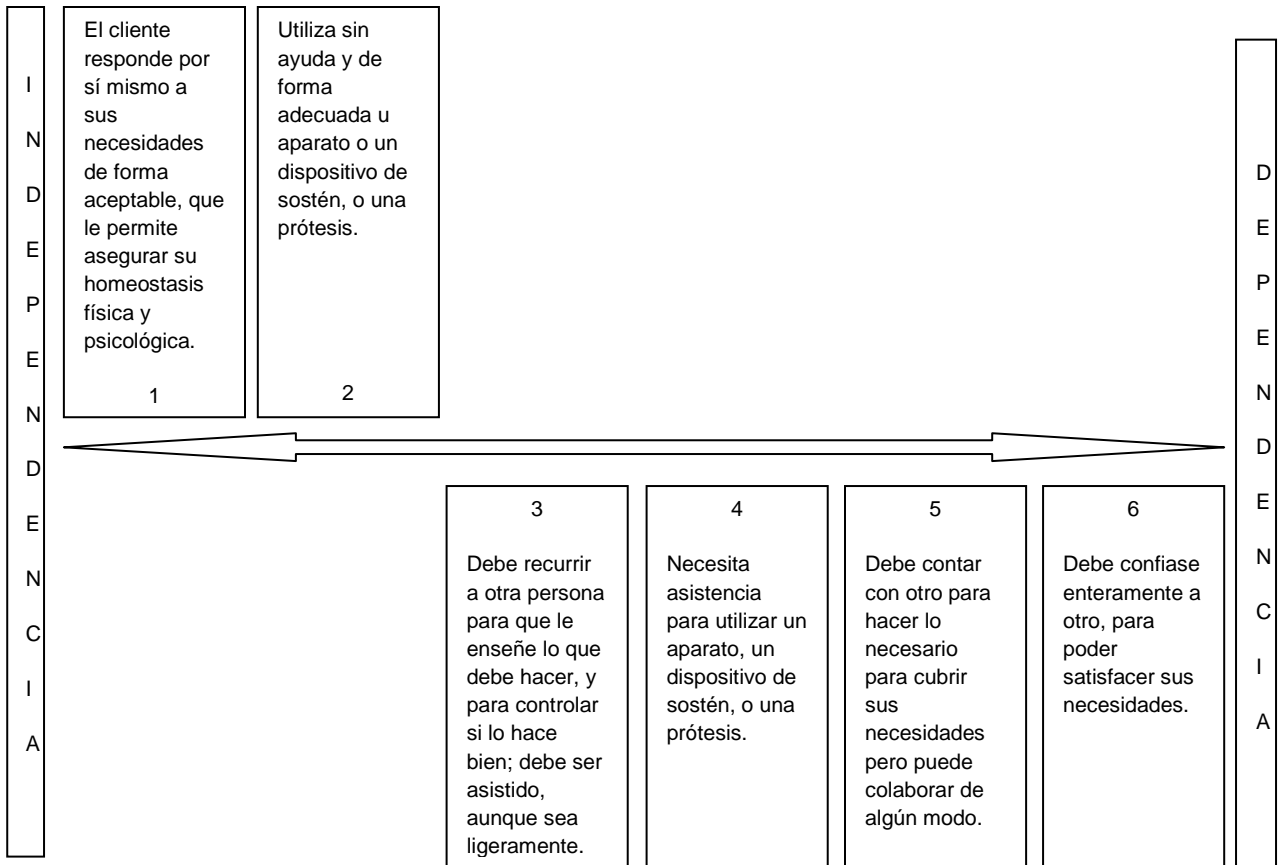 I
N
D
E
P
E
N
D
E
N
C
I
A
El cliente
responde por
sí mismo a
sus
necesidades
de forma
aceptable, que
le permite
asegurar su
homeostasis
física y
psicológica.
1
Utiliza sin
ayuda y de
forma
adecuada u
aparato o un
dispositivo de
sostén, o una
prótesis.
2
3
Debe recurrir
a otra persona
para que le
enseñe lo que
debe hacer, y
para controlar
si lo hace
bien; debe ser
asistido,
aunque sea
ligeramente.
4
Necesita
asistencia
para utilizar un
aparato, un
dispositivo de
sostén, o una
prótesis.
5
Debe contar
con otro para
hacer lo
necesario
para cubrir
sus
necesidades
pero puede
colaborar de
algún modo.
6
Debe confiase
enteramente a
otro, para
poder
satisfacer sus
necesidades.
D
E
P
E
N
D
E
N
C
I
A